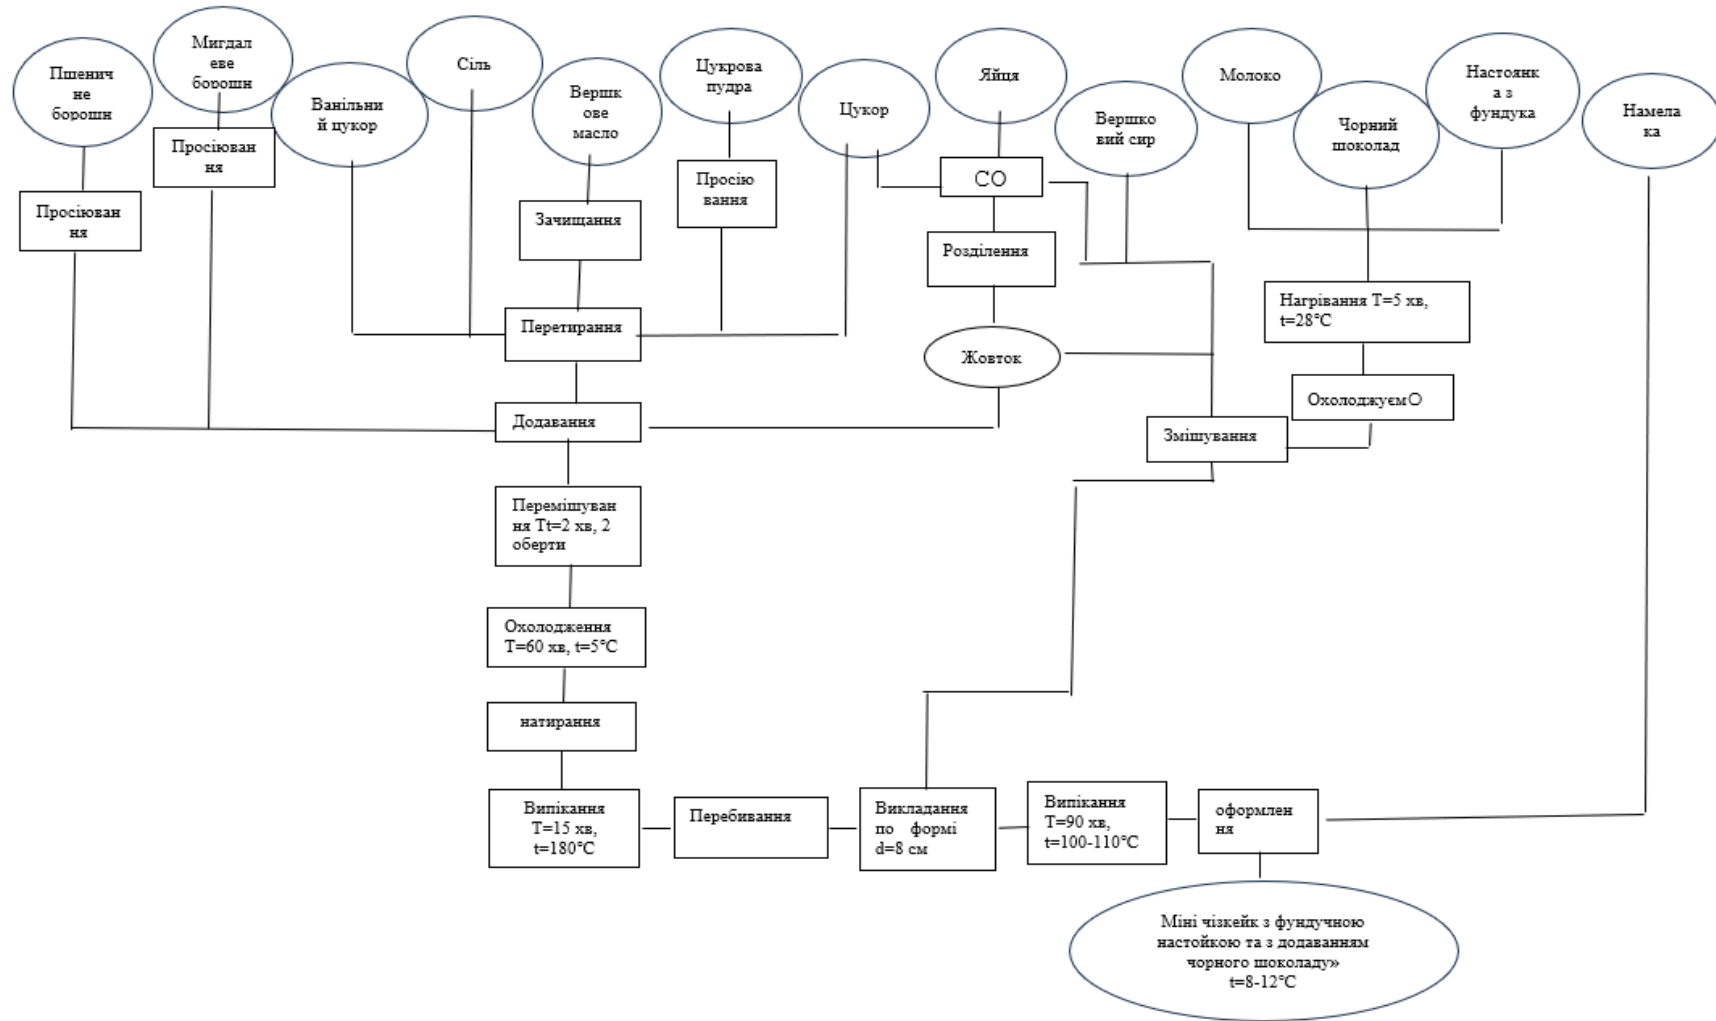 Пшенич
не
борошн
Мигдал
еве
борошн
Ванільни
й цукор
Сіль
Вершк
ове
масло
Цукрова
пудра
Цукор
Яйця
Вершко
вий сир
Молоко
Чорний
шоколад
Настоянк
а з
фундука
Намела
ка
Просіюван
ня
Просіюван
ня
Зачищання
Просію
вання
СО
Розділення
Нагрівання T=5 хв,
t=28°C
Перетирання
Жовток
ОхолоджуємО
Додавання
Змішування
Перемішуван
ня Tt=2 хв, 2
оберти
Охолодження
T=60 хв, t=5°C
натирання
Випікання
T=15 хв,
t=180°C
Перебивання
Викладання
по формі
d=8 см
Випікання
T=90 хв,
t=100-110°C
оформлен
ня
Міні чізкейк з фундучною
настойкою та з додаванням
чорного шоколаду»
t=8-12°C